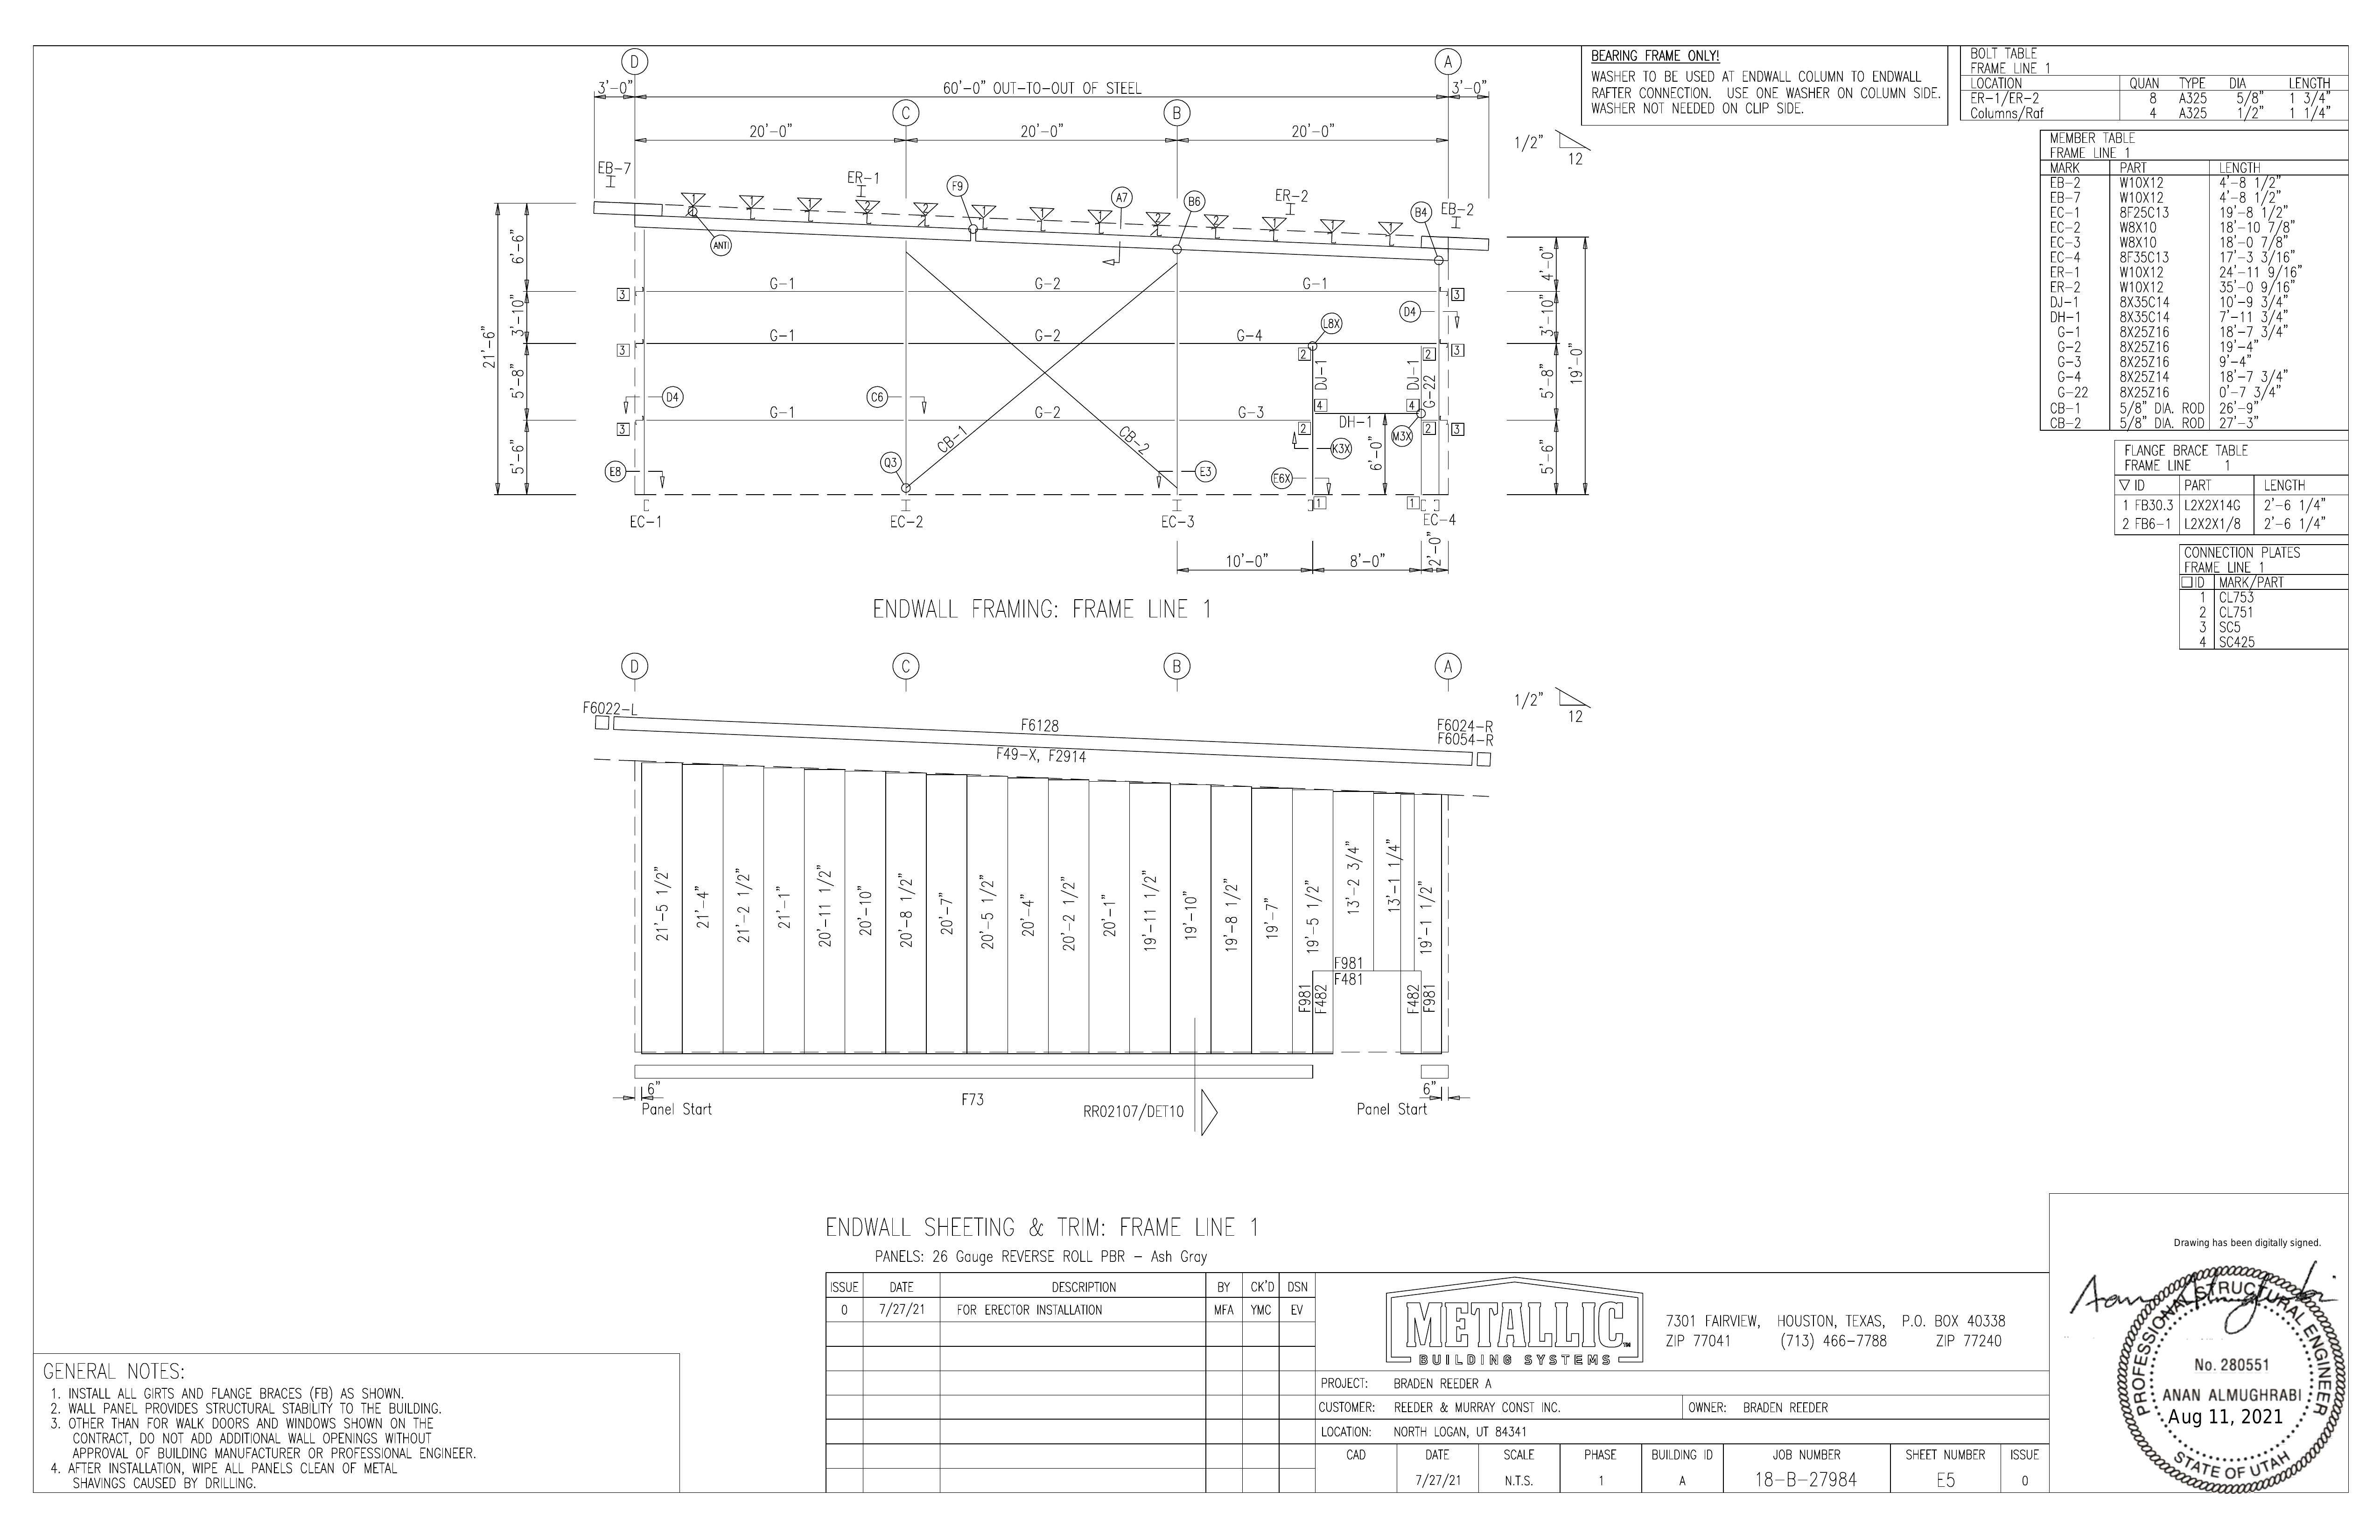 D
A
3'-0"
60'-0" OUT-TO-OUT OF STEEL
3'-0"
C
B
20'-0"
20'-0"
20'-0"
1/2"
12
EB-7
ER-1
F9
A7
B6
ER-2
B4
EB-2
1 1 1 2 2 1 1 1 2 2 1 1 1
ANTI
21'-6"
6'-6"
3'-10"
5'-8"
5'-6"
4'-0"
3'-10"
5'-8"
5'-6"
19'-0"
3
G-1
G-2
G-1
3
D4
L8X
3
G-1
G-2
G-4
2
2
3
DJ-1
DJ-1
G-22
D4
C6
4
4
3
G-1
G-2
G-3
2
DH-1
2
3
CB-1
CB-2
M3X
K3X
6'-0"
E8
Q3
E3
E6X
1
1
EC-1
EC-2
EC-3
EC-4
10'-0"
8'-0"
2'-0"
ENDWALL FRAMING: FRAME LINE 1
BEARING FRAME ONLY!
WASHER TO BE USED AT ENDWALL COLUMN TO ENDWALL
RAFTER CONNECTION. USE ONE WASHER ON COLUMN SIDE.
WASHER NOT NEEDED ON CLIP SIDE.
BOLT TABLE
FRAME LINE 1
LOCATION QUAN TYPE DIA LENGTH
ER-1/ER-2 8 A325 5/8" 1 3/4"
Columns/Raf 4 A325 1/2" 1 1/4"
MEMBER TABLE
FRAME LINE 1
MARK PART LENGTH
EB-2 W10X12 4'-8 1/2"
EB-7 W10X12 4'-8 1/2"
EC-1 8F25C13 19'-8 1/2"
EC-2 W8X10 18'-10 7/8"
EC-3 W8X10 18'-0 7/8"
EC-4 8F35C13 17'-3 3/16"
ER-1 W10X12 24'-11 9/16"
ER-2 W10X12 35'-0 9/16"
DJ-1 8X35C14 10'-9 3/4"
DH-1 8X35C14 7'-11 3/4"
G-1 8X25Z16 18'-7 3/4"
G-2 8X25Z16 19'-4"
G-3 8X25Z16 9'-4"
G-4 8X25Z14 18'-7 3/4"
G-22 8X25Z16 0'-7 3/4"
CB-1 5/8" DIA. ROD 26'-9"
CB-2 5/8" DIA. ROD 27'-3"
FLANGE BRACE TABLE
FRAME LINE 1
▽ ID PART LENGTH
1 FB30.3 L2X2X14G 2'-6 1/4"
2 FB6-1 L2X2X1/8 2'-6 1/4"
CONNECTION PLATES
FRAME LINE 1
□ ID MARK/PART
1 CL753
2 CL751
3 SC5
4 SC425
D
C
B
A
1/2"
12
F6022-L
F6128
F6024-R
F6054-R
F49-X, F2914
21'-5 1/2"
21'-4"
21'-2 1/2"
21'-1"
20'-11 1/2"
20'-10"
20'-8 1/2"
20'-7"
20'-5 1/2"
20'-4"
20'-2 1/2"
20'-1"
19'-11 1/2"
19'-10"
19'-8 1/2"
19'-7"
19'-5 1/2"
13'-2 3/4"
13'-1 1/4"
19'-1 1/2"
F981
F481
F981
F482
F482
F981
6"
Panel Start
F73
RR02107/DET10
6"
Panel Start
ENDWALL SHEETING & TRIM: FRAME LINE 1
PANELS: 26 Gauge REVERSE ROLL PBR - Ash Gray
ISSUE DATE DESCRIPTION BY CK'D DSN
0 7/27/21 FOR ERECTOR INSTALLATION MFA YMC EV
METALLIC
BUILDING SYSTEMS
7301 FAIRVIEW, HOUSTON, TEXAS, P.O. BOX 40338
ZIP 77041 (713) 466-7788 ZIP 77240
PROJECT: BRADEN REEDER A
CUSTOMER: REEDER & MURRAY CONST INC. OWNER: BRADEN REEDER
LOCATION: NORTH LOGAN, UT 84341
CAD DATE SCALE PHASE BUILDING ID JOB NUMBER SHEET NUMBER ISSUE
7/27/21 N.T.S. 1 A 18-B-27984 E5 0
GENERAL NOTES:
1. INSTALL ALL GIRTS AND FLANGE BRACES (FB) AS SHOWN.
2. WALL PANEL PROVIDES STRUCTURAL STABILITY TO THE BUILDING.
3. OTHER THAN FOR WALK DOORS AND WINDOWS SHOWN ON THE
CONTRACT, DO NOT ADD ADDITIONAL WALL OPENINGS WITHOUT
APPROVAL OF BUILDING MANUFACTURER OR PROFESSIONAL ENGINEER.
4. AFTER INSTALLATION, WIPE ALL PANELS CLEAN OF METAL
SHAVINGS CAUSED BY DRILLING.
Drawing has been digitally signed.
PROFESSIONAL STRUCTURAL ENGINEER
No. 280551
ANAN ALMUGHRABI
Aug 11, 2021
STATE OF UTAH